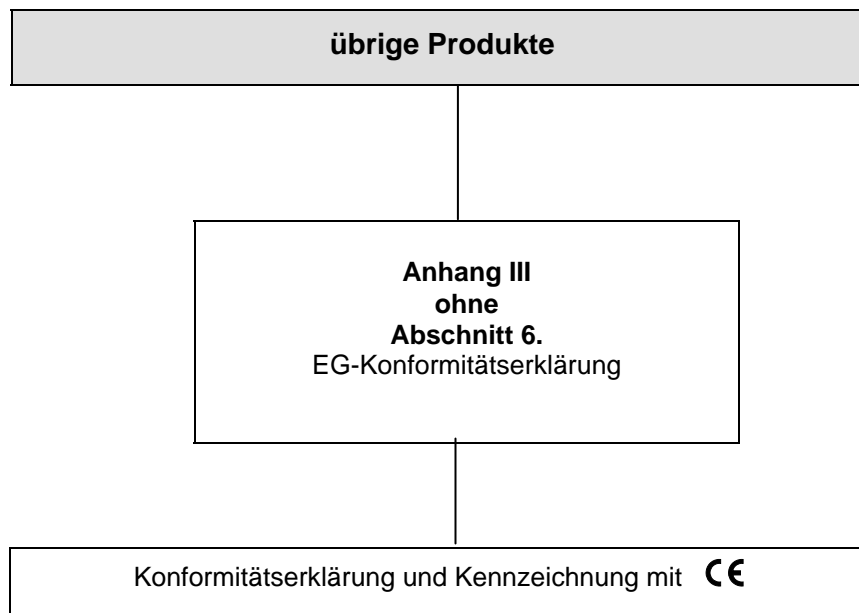 übrige Produkte
Anhang III
ohne
Abschnitt 6.
EG-Konformitätserklärung
Konformitätserklärung und Kennzeichnung mit CE